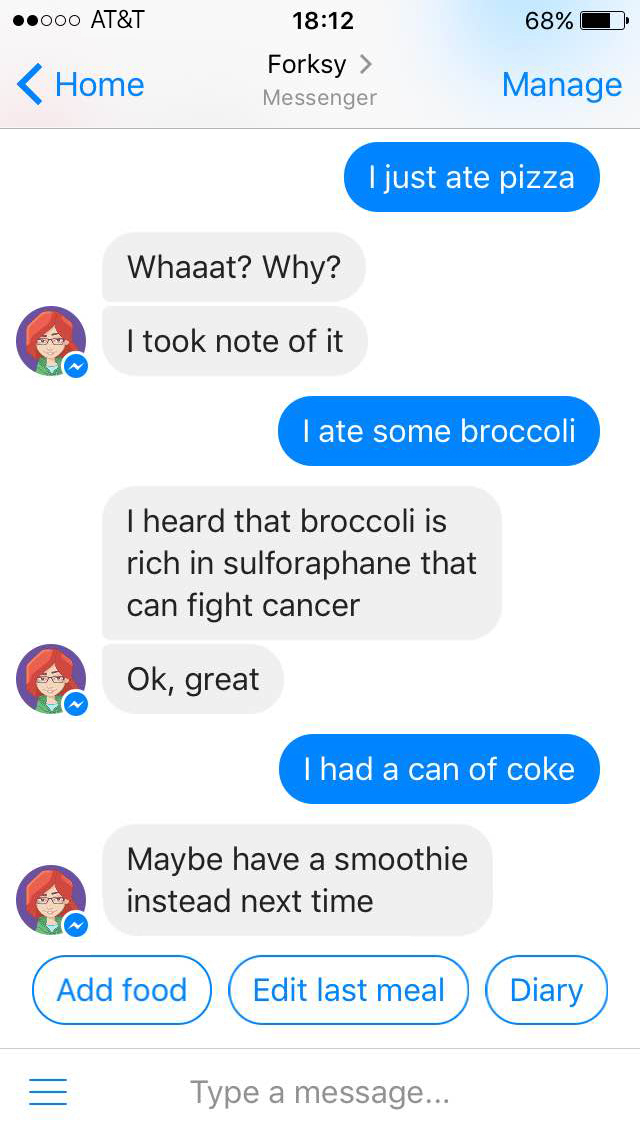 AT&T 18:12 68%
Home Forksy Manage
Messenger
I just ate pizza
Whaaat? Why?
I took note of it
I ate some broccoli
I heard that broccoli is
rich in sulforaphane that
can fight cancer
Ok, great
I had a can of coke
Maybe have a smoothie
instead next time
Add food Edit last meal Diary
Type a message...